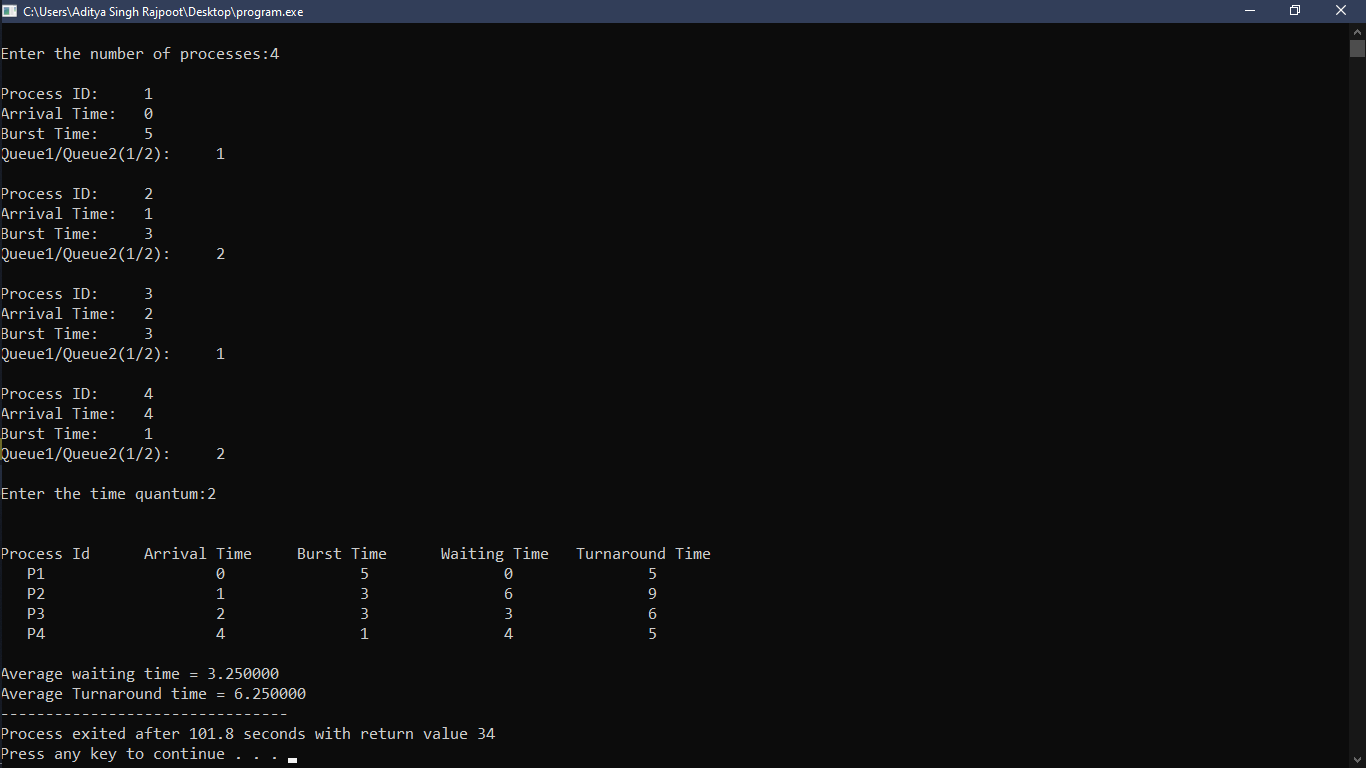 C:\Users\Aditya Singh Rajpoot\Desktop\program.exe
Enter the number of processes:4
Process ID: 1
Arrival Time: 0
Burst Time: 5
Queue1/Queue2(1/2): 1
Process ID: 2
Arrival Time: 1
Burst Time: 3
Queue1/Queue2(1/2): 2
Process ID: 3
Arrival Time: 2
Burst Time: 3
Queue1/Queue2(1/2): 1
Process ID: 4
Arrival Time: 4
Burst Time: 1
Queue1/Queue2(1/2): 2
Enter the time quantum:2
Process Id Arrival Time Burst Time Waiting Time Turnaround Time
P1 0 5 0 5
P2 1 3 6 9
P3 2 3 3 6
P4 4 1 4 5
Average waiting time = 3.250000
Average Turnaround time = 6.250000
--------------------------------
Process exited after 101.8 seconds with return value 34
Press any key to continue . . .